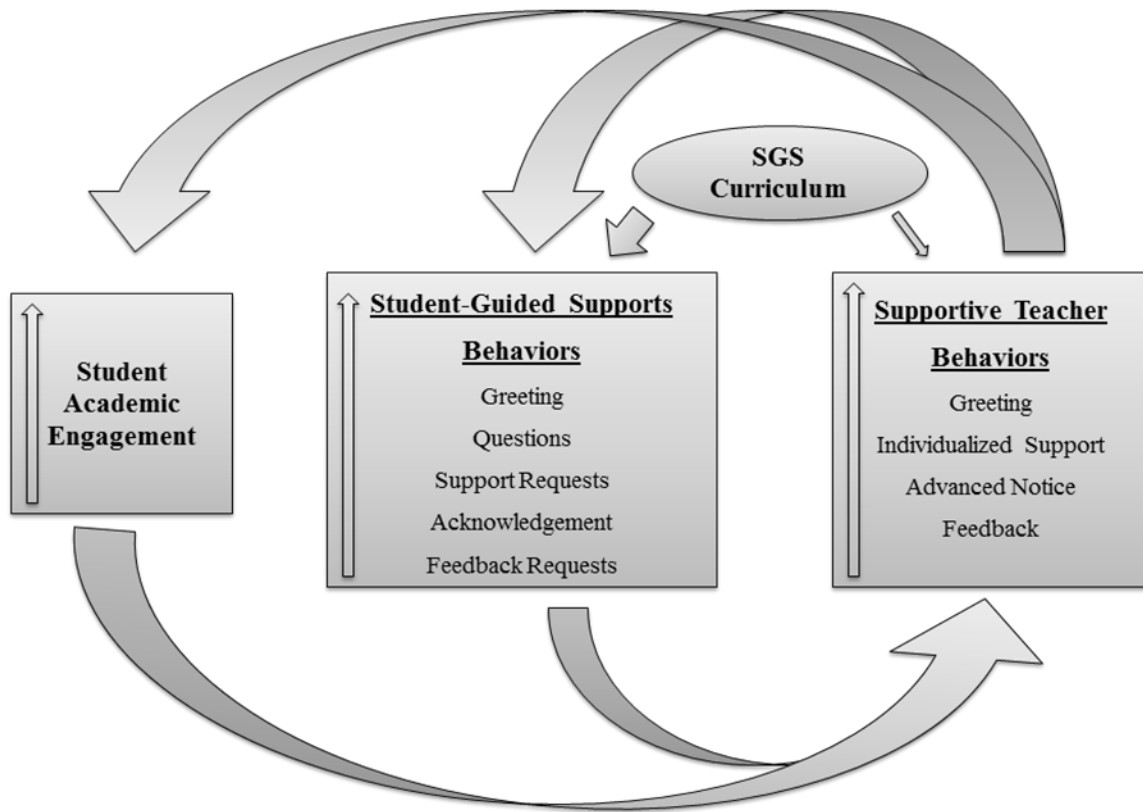 SGS
Curriculum
Student
Academic
Engagement
Student-Guided Supports
Behaviors
Greeting
Questions
Support Requests
Acknowledgement
Feedback Requests
Supportive Teacher
Behaviors
Greeting
Individualized Support
Advanced Notice
Feedback